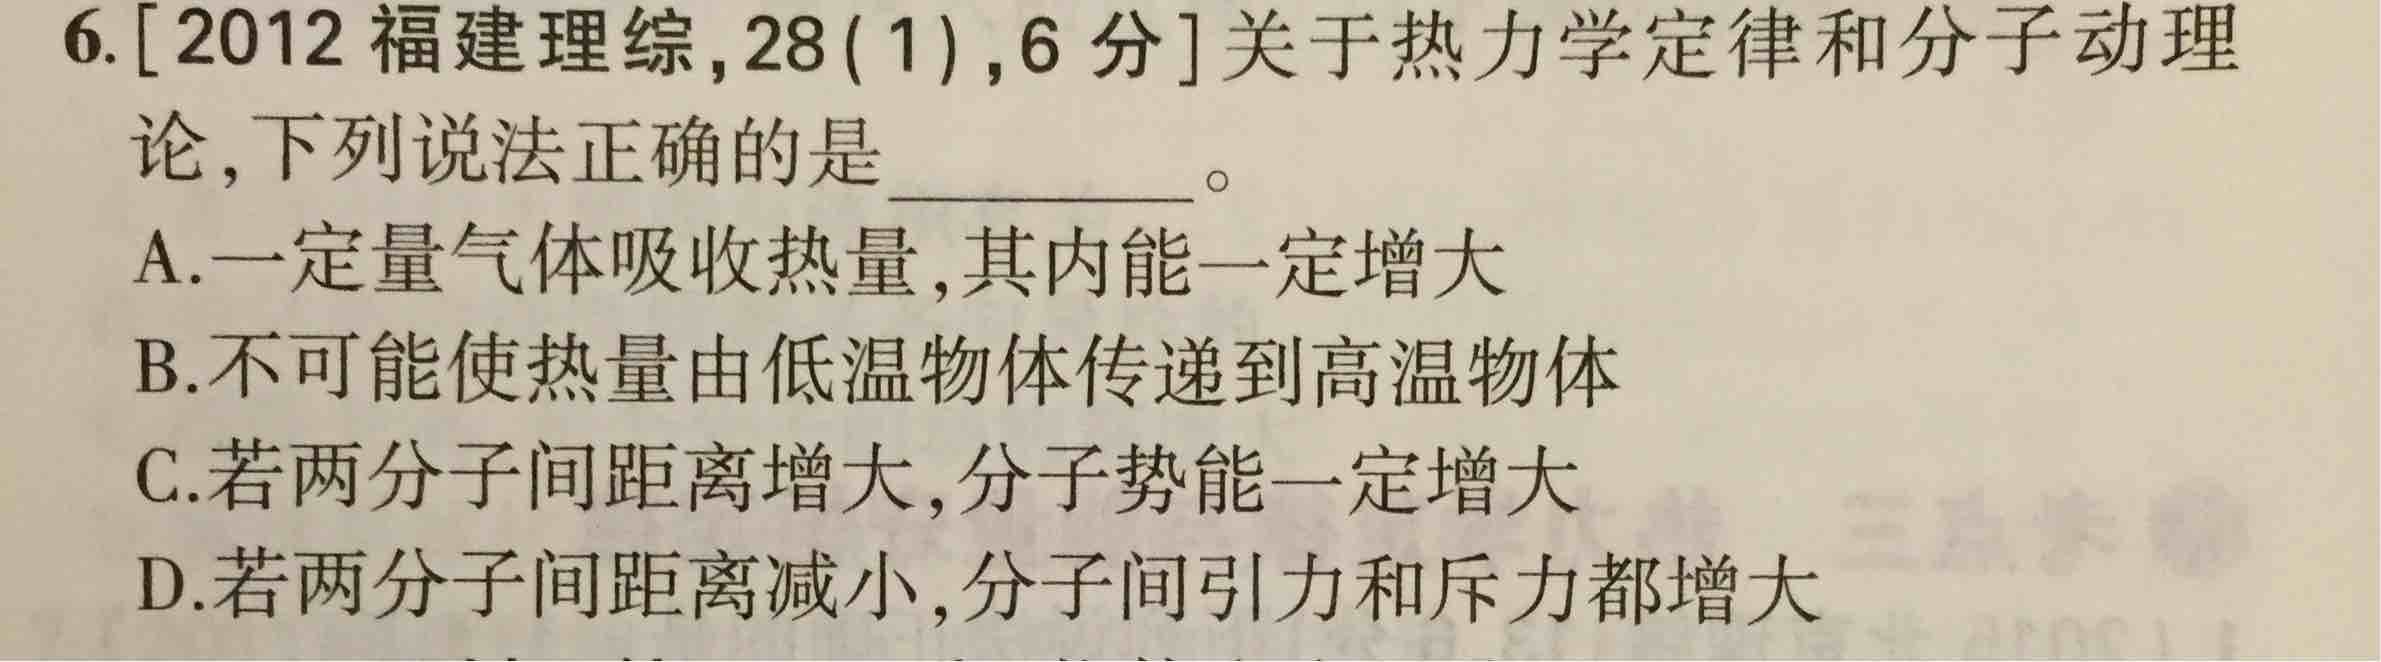 6.[2012福建理综,28(1),6分]关于热力学定律和分子动理
论,下列说法正确的是________。
A.一定量气体吸收热量,其内能一定增大
B.不可能使热量由低温物体传递到高温物体
C.若两分子间距离增大,分子势能一定增大
D.若两分子间距离减小,分子间引力和斥力都增大